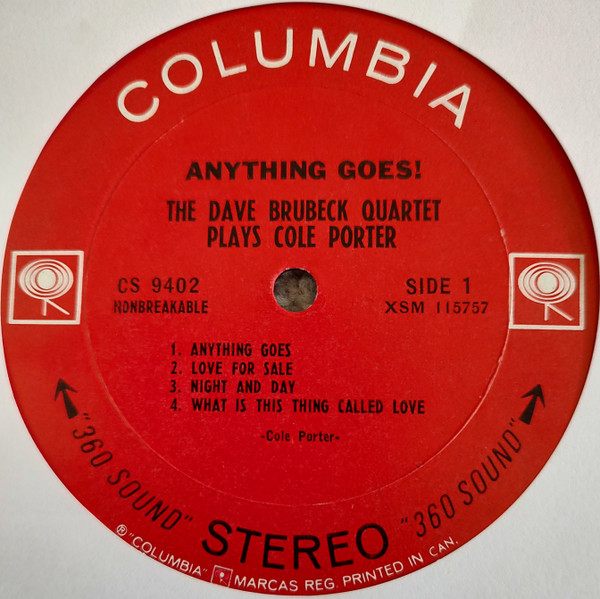 COLUMBIA
ANYTHING GOES!
THE DAVE BRUBECK QUARTET
PLAYS COLE PORTER
CS 9402
NONBREAKABLE
SIDE 1
XSM 115757
1. ANYTHING GOES
2. LOVE FOR SALE
3. NIGHT AND DAY
4. WHAT IS THIS THING CALLED LOVE
-Cole Porter-
"360 SOUND" STEREO "360 SOUND"
® "COLUMBIA" MARCAS REG. PRINTED IN CAN.